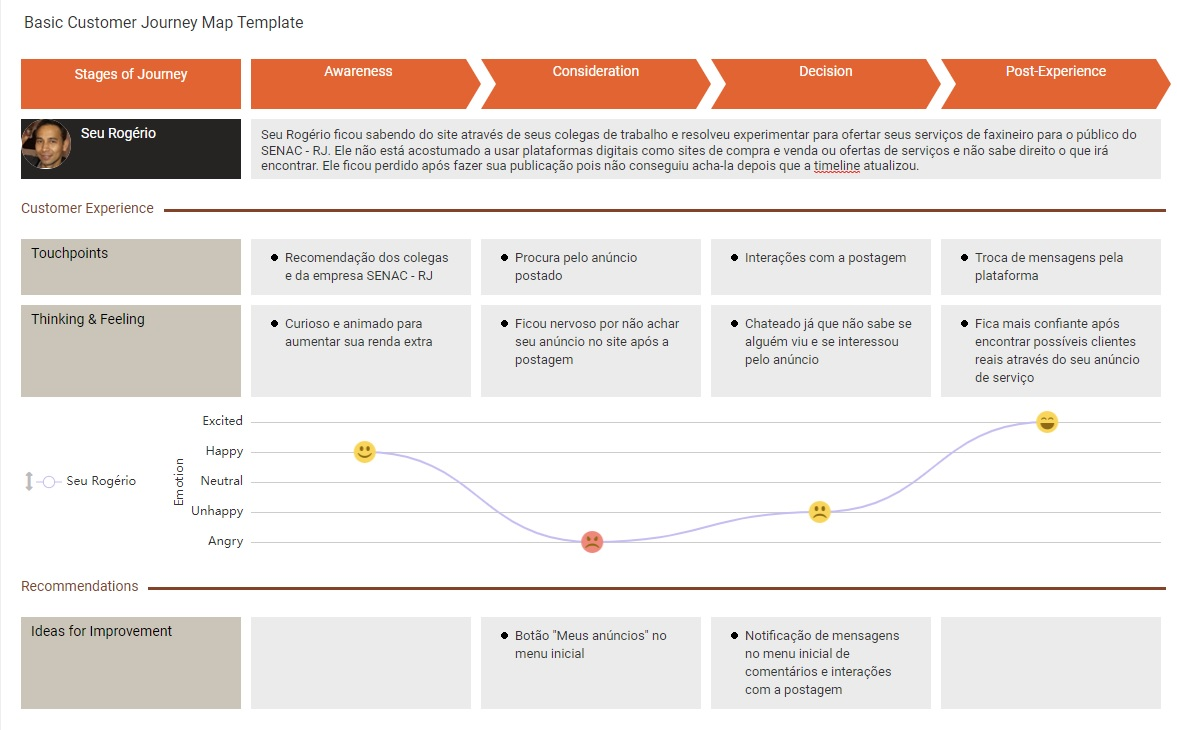 Basic Customer Journey Map Template
Stages of Journey
Awareness
Consideration
Decision
Post-Experience
Seu Rogério
Seu Rogério ficou sabendo do site através de seus colegas de trabalho e resolveu experimentar para ofertar seus serviços de faxineiro para o público do
SENAC - RJ. Ele não está acostumado a usar plataformas digitais como sites de compra e venda ou ofertas de serviços e não sabe direito o que irá
encontrar. Ele ficou perdido após fazer sua publicação pois não conseguiu acha-la depois que a timeline atualizou.
Customer Experience
Touchpoints
Recomendação dos colegas
e da empresa SENAC - RJ
Procura pelo anúncio
postado
Interações com a postagem
Troca de mensagens pela
plataforma
Thinking & Feeling
Curioso e animado para
aumentar sua renda extra
Ficou nervoso por não achar
seu anúncio no site após a
postagem
Chateado já que não sabe se
alguém viu e se interessou
pelo anúncio
Fica mais confiante após
encontrar possíveis clientes
reais através do seu anúncio
de serviço
Seu Rogério
Emotion
Excited
Happy
Neutral
Unhappy
Angry
Recommendations
Ideas for Improvement
Botão "Meus anúncios" no
menu inicial
Notificação de mensagens
no menu inicial de
comentários e interações
com a postagem